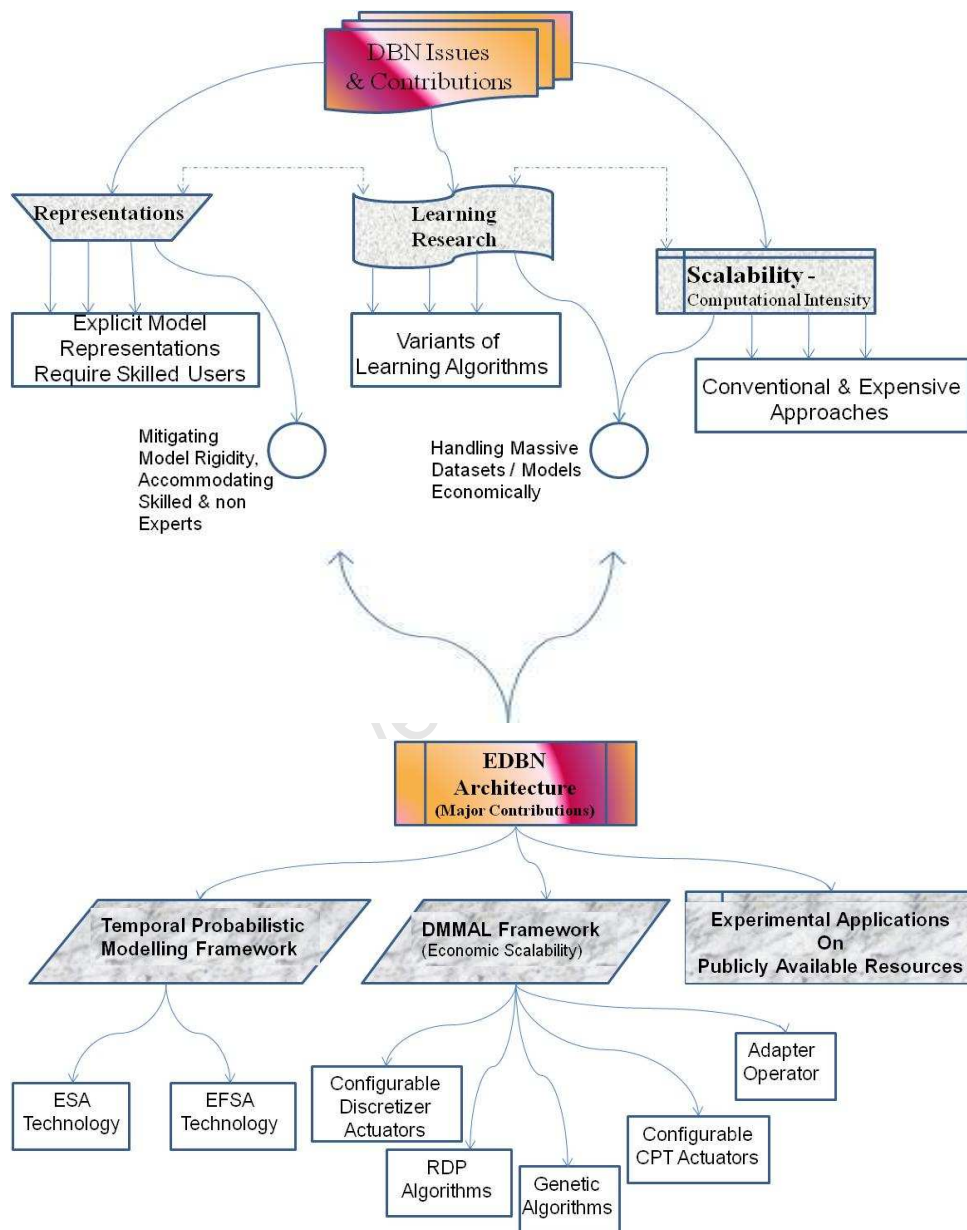 DBN Issues
& Contributions
Representations
Learning
Research
Scalability -
Computational Intensity
Explicit Model
Representations
Require Skilled Users
Variants of
Learning Algorithms
Conventional & Expensive
Approaches
Mitigating
Model Rigidity,
Accommodating
Skilled & non
Experts
Handling Massive
Datasets / Models
Economically
EDBN
Architecture
(Major Contributions)
Temporal Probabilistic
Modelling Framework
DMMAL Framework
(Economic Scalability)
Experimental Applications
On
Publicly Available Resources
ESA
Technology
EFSA
Technology
Configurable
Discretizer
Actuators
RDP
Algorithms
Genetic
Algorithms
Configurable
CPT Actuators
Adapter
Operator